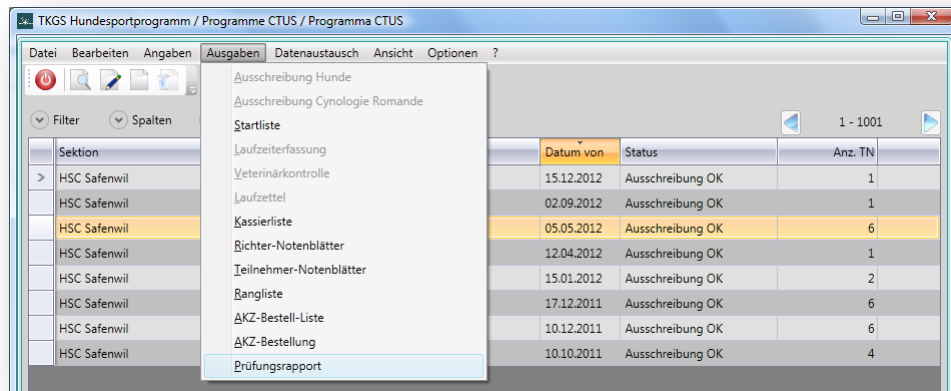 TKGS Hundesportprogramm / Programme CTUS / Programma CTUS
Datei Bearbeiten Angaben Ausgaben Datenaustausch Ansicht Optionen ?
Ausschreibung Hunde
Ausschreibung Cynologie Romande
Startliste
Laufzeiterfassung
Veterinärkontrolle
Laufzettel
Kassierliste
Richter-Notenblätter
Teilnehmer-Notenblätter
Rangliste
AKZ-Bestell-Liste
AKZ-Bestellung
Prüfungsrapport
Filter Spalten 1 - 1001
Sektion Datum von Status Anz. TN
> HSC Safenwil 15.12.2012 Ausschreibung OK 1
HSC Safenwil 02.09.2012 Ausschreibung OK 1
HSC Safenwil 05.05.2012 Ausschreibung OK 6
HSC Safenwil 12.04.2012 Ausschreibung OK 1
HSC Safenwil 15.01.2012 Ausschreibung OK 2
HSC Safenwil 17.12.2011 Ausschreibung OK 6
HSC Safenwil 10.12.2011 Ausschreibung OK 6
HSC Safenwil 10.10.2011 Ausschreibung OK 4